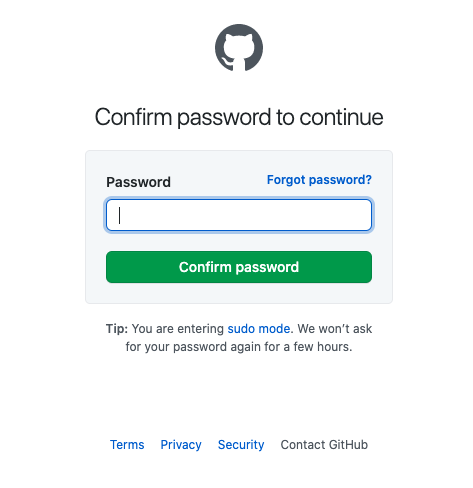 Confirm password to continue
Password Forgot password?
Confirm password
Tip: You are entering sudo mode. We won’t ask
for your password again for a few hours.
Terms Privacy Security Contact GitHub